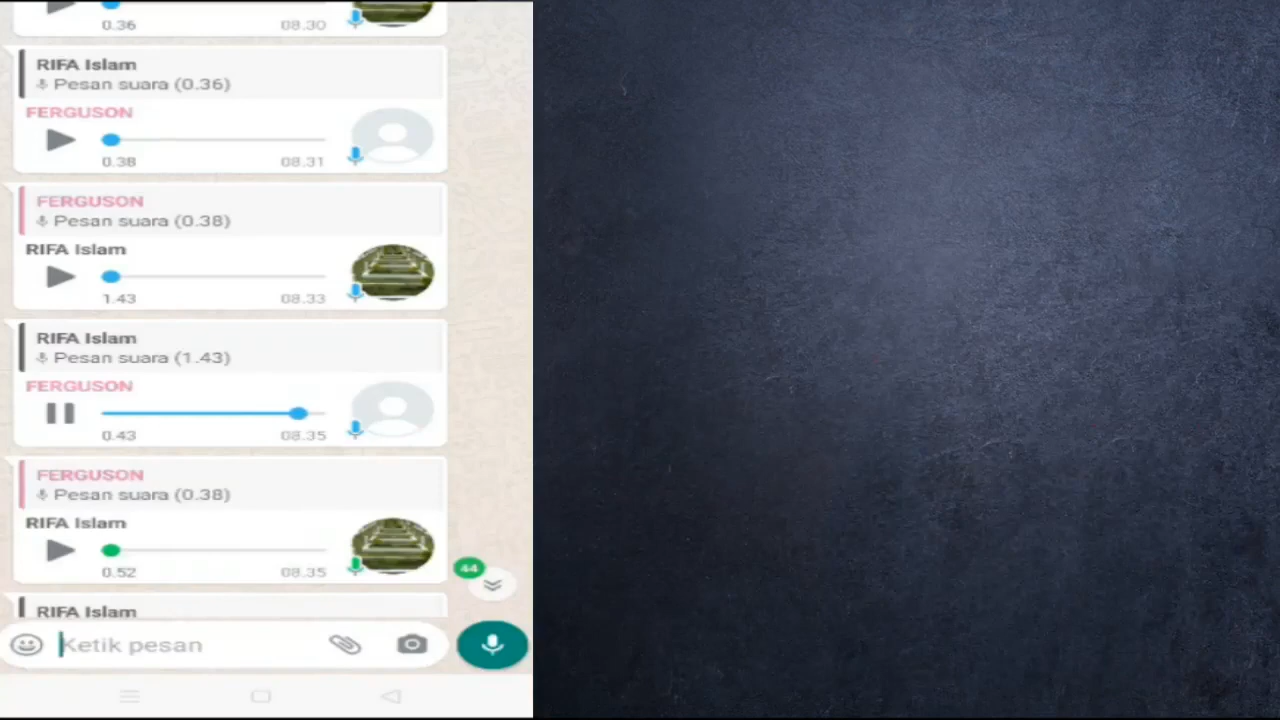 0.36 08.30
RIFA Islam
Pesan suara (0.36)
FERGUSON
0.38 08.31
FERGUSON
Pesan suara (0.38)
RIFA Islam
1.43 08.33
RIFA Islam
Pesan suara (1.43)
FERGUSON
0.43 08.35
FERGUSON
Pesan suara (0.38)
RIFA Islam
0.52 08.35
44
RIFA Islam
Ketik pesan